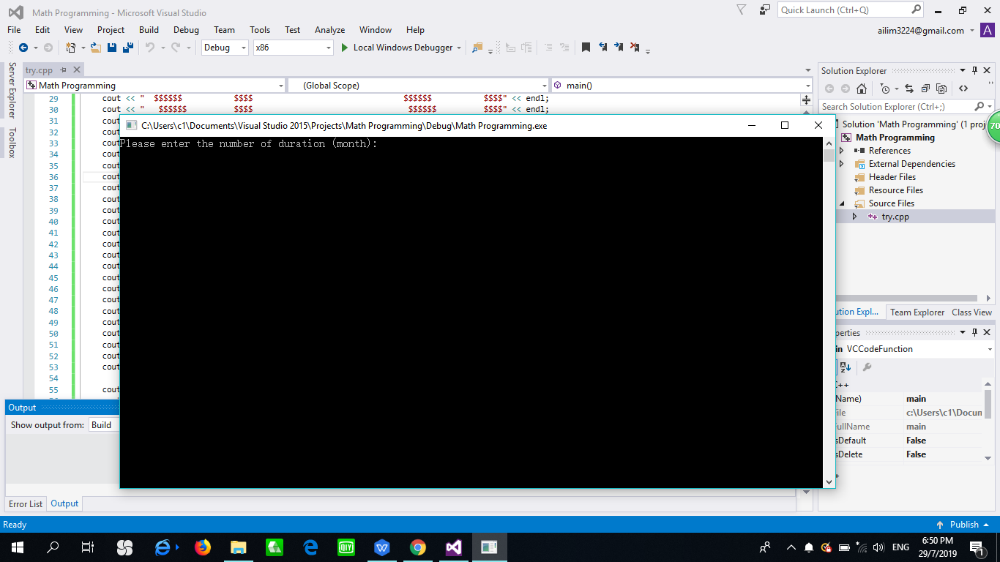 Math Programming - Microsoft Visual Studio
Quick Launch (Ctrl+Q)
File Edit View Project Build Debug Team Tools Test Analyze Window Help
ailim3224@gmail.com A
Debug x86 Local Windows Debugger
Server Explorer
Toolbox
try.cpp
Math Programming (Global Scope) main()
29 cout << " $$$$$$ $$$$ $$$$$$ $$$$" << endl;
30 cout << " $$$$$$ $$$$ $$$$$$ $$$$" << endl;
31 cout
32 cout
33 cout
34 cout
35 cout
36 cout
37 cout
38 cout
39 cout
40 cout
41 cout
42 cout
43 cout
44 cout
45 cout
46 cout
47 cout
48 cout
49 cout
50 cout
51 cout
52 cout
53 cout
54
55 cout
C:\Users\c1\Documents\Visual Studio 2015\Projects\Math Programming\Debug\Math Programming.exe
Please enter the number of duration (month):
Output
Show output from: Build
Error List Output
Solution Explorer
Search Solution Explorer (Ctrl+;)
Solution 'Math Programming' (1 proj
Math Programming
References
External Dependencies
Header Files
Resource Files
Source Files
try.cpp
70
ution Expl... Team Explorer Class View
perties
in VCCodeFunction
C++
(Name) main
File c:\Users\c1\Docum
FullName main
sDefault False
sDelete False
Ready
Publish
DIY
W
ENG
6:50 PM
29/7/2019
1